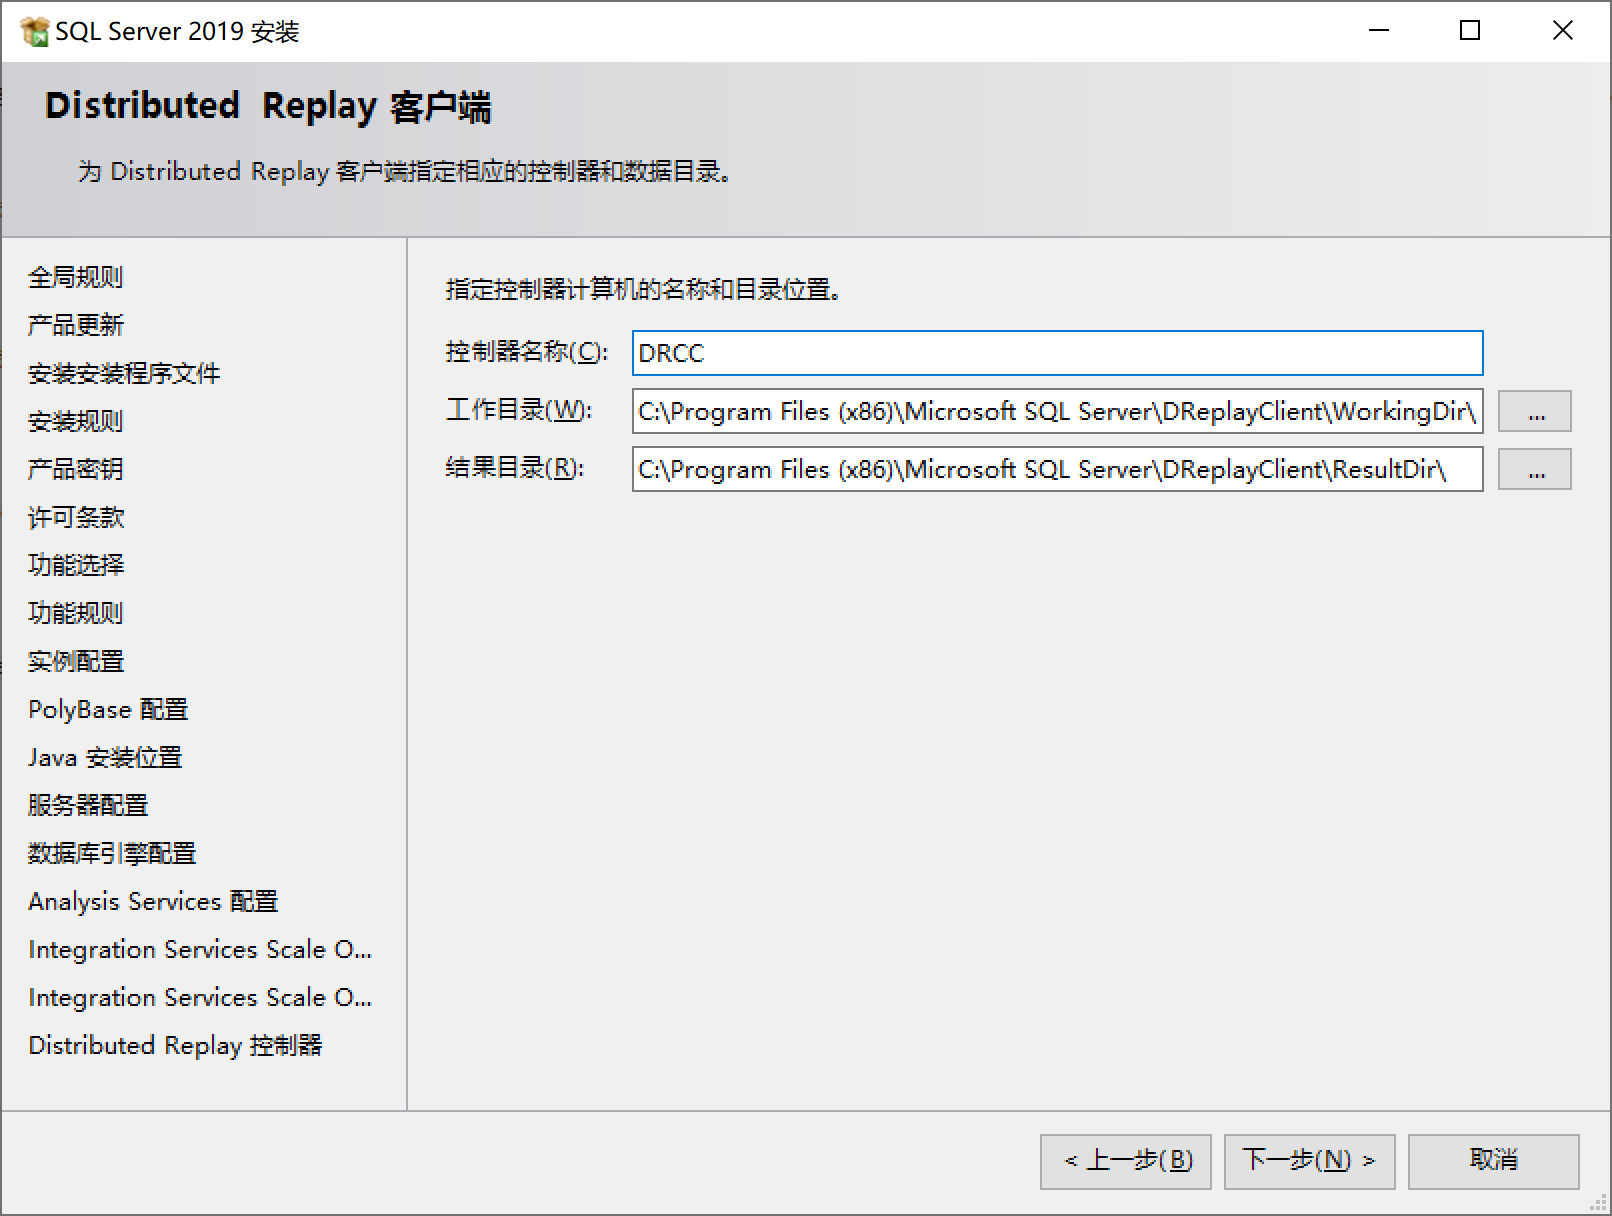 SQL Server 2019 安装
Distributed Replay 客户端
为 Distributed Replay 客户端指定相应的控制器和数据目录。
全局规则
产品更新
安装安装程序文件
安装规则
产品密钥
许可条款
功能选择
功能规则
实例配置
PolyBase 配置
Java 安装位置
服务器配置
数据库引擎配置
Analysis Services 配置
Integration Services Scale O...
Integration Services Scale O...
Distributed Replay 控制器
指定控制器计算机的名称和目录位置。
控制器名称(C): DRCC
工作目录(W): C:\Program Files (x86)\Microsoft SQL Server\DReplayClient\WorkingDir\ ...
结果目录(R): C:\Program Files (x86)\Microsoft SQL Server\DReplayClient\ResultDir\ ...
< 上一步(B) 下一步(N) > 取消